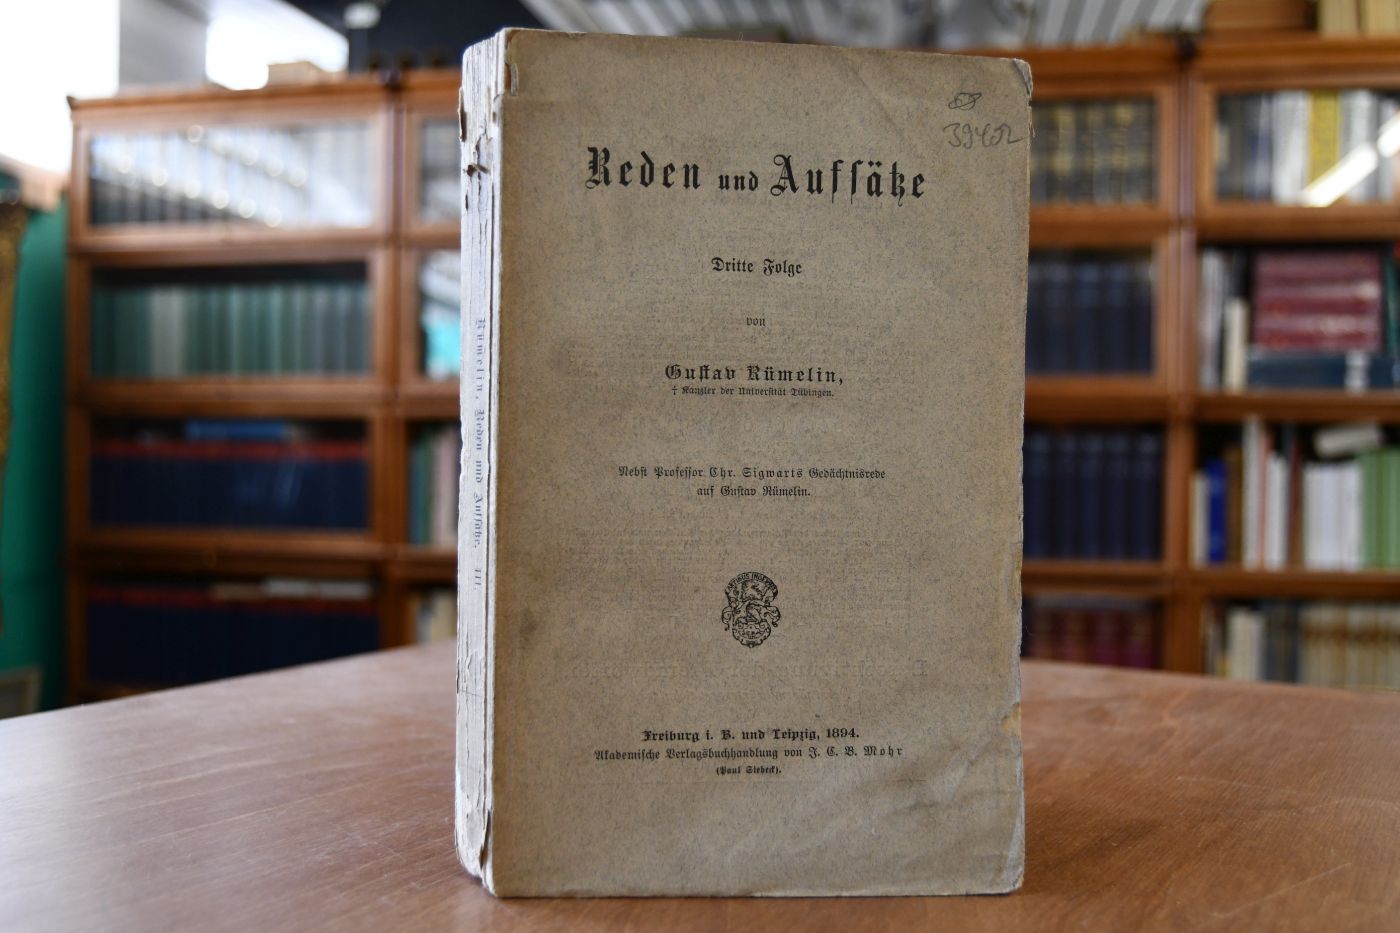 Reden und Aufsätze
Dritte Folge
von
Gustav Rümelin,
† Kanzler der Universität Tübingen.
Nebst Professor Chr. Sigwarts Gedächtnisrede
auf Gustav Rümelin.
Freiburg i. B. und Leipzig, 1894.
Akademische Verlagsbuchhandlung von J. C. B. Mohr
(Paul Siebeck).
Rümelin, Reden und Aufsätze. III